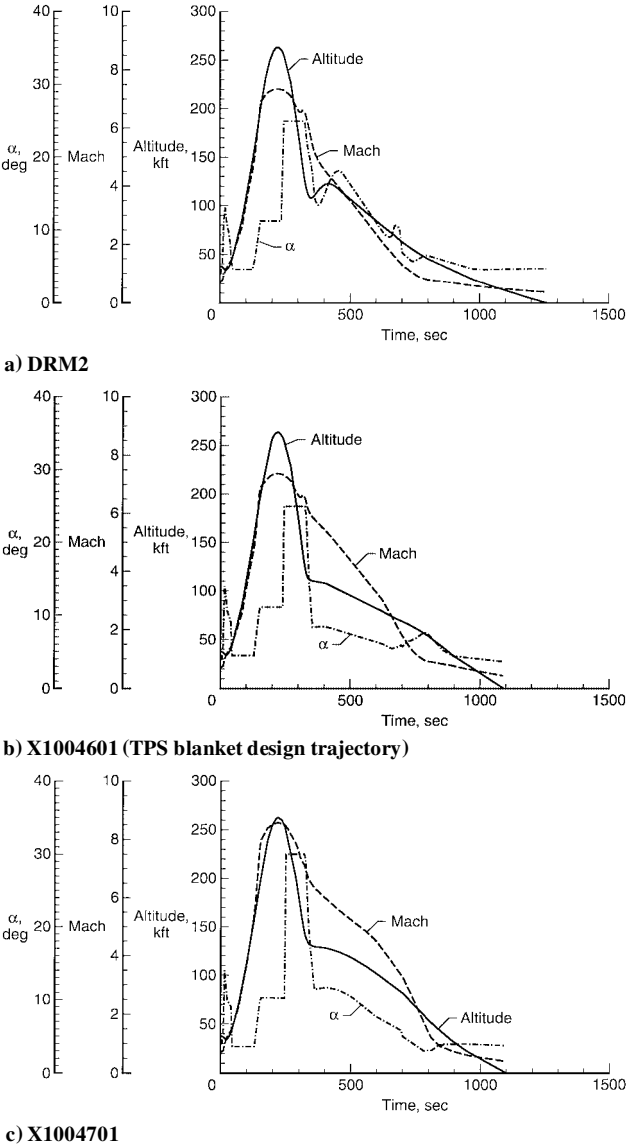 40
30
20
10
0
α,
deg
10
8
6
4
2
0
Mach
300
250
200
150
100
50
0
Altitude,
kft
Altitude
Mach
α
500
1000
1500
Time, sec
a) DRM2
40
30
20
10
0
α,
deg
10
8
6
4
2
0
Mach
300
250
200
150
100
50
0
Altitude,
kft
Altitude
Mach
α
500
1000
1500
Time, sec
b) X1004601 (TPS blanket design trajectory)
40
30
20
10
0
α,
deg
10
8
6
4
2
0
Mach
300
250
200
150
100
50
0
Altitude,
kft
Mach
Altitude
α
500
1000
1500
Time, sec
c) X1004701